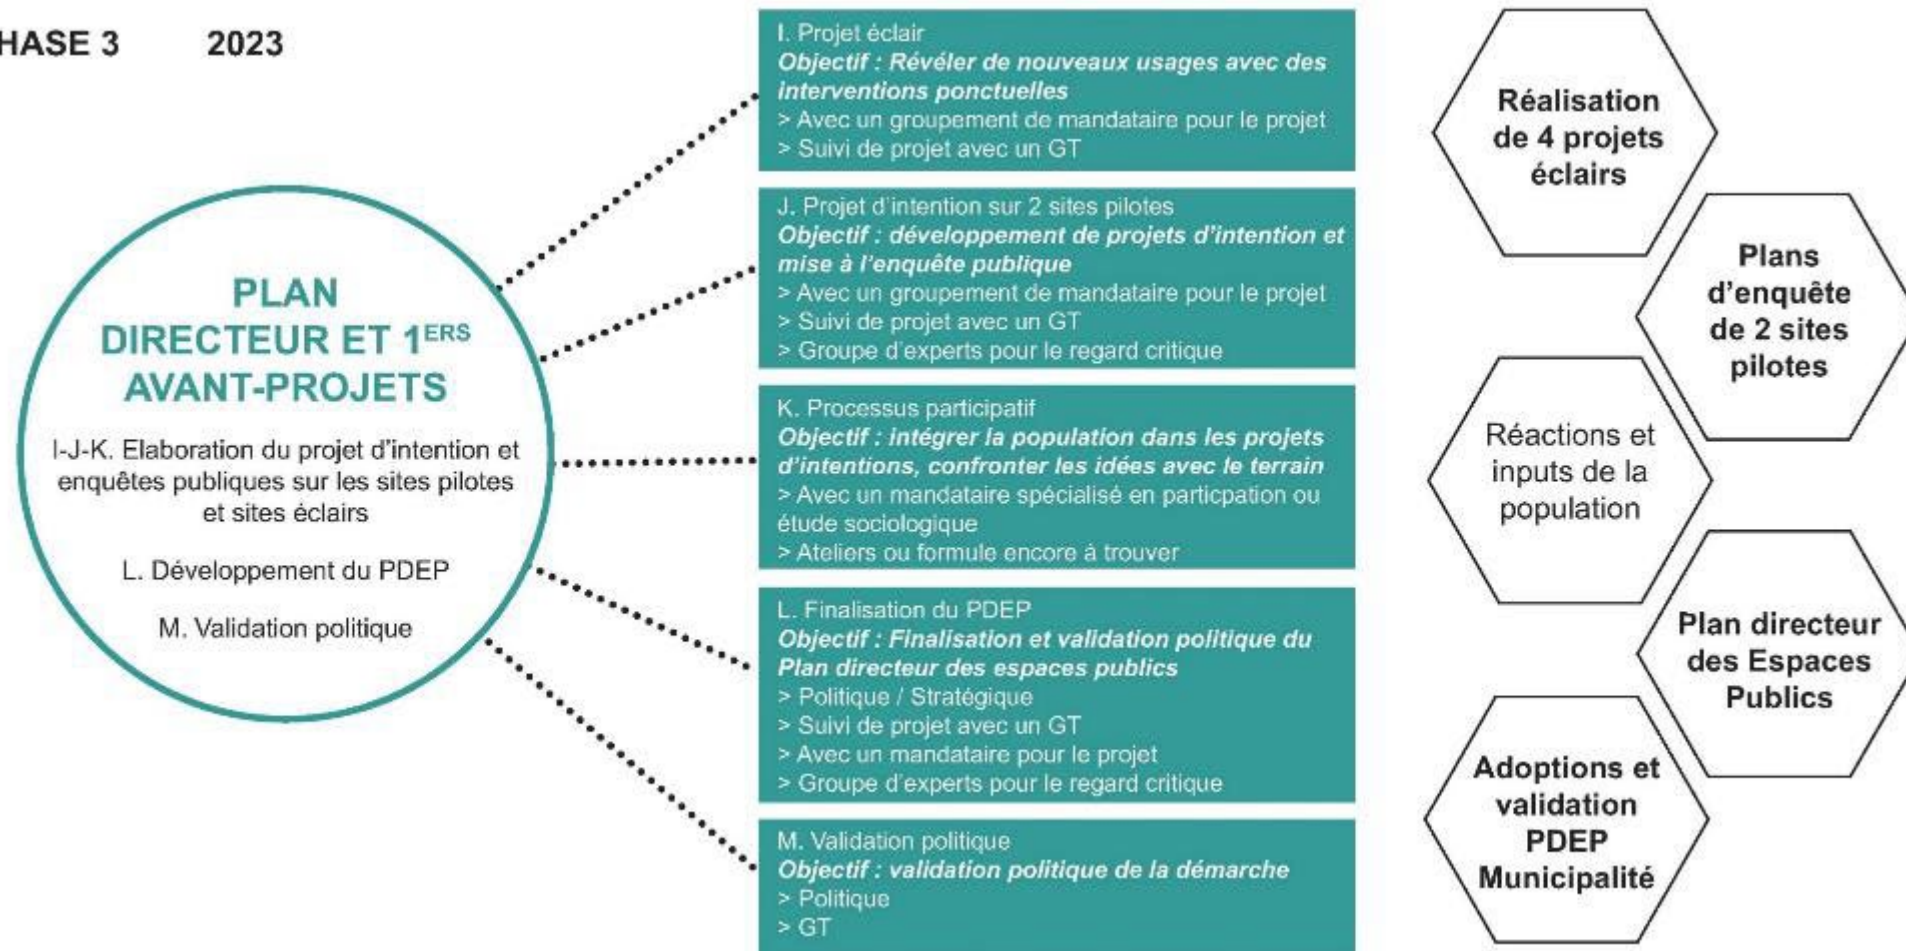 HASE 3 2023
PLAN
DIRECTEUR ET 1ERS
AVANT-PROJETS
I-J-K. Elaboration du projet d'intention et
enquêtes publiques sur les sites pilotes
et sites éclairs
L. Développement du PDEP
M. Validation politique
I. Projet éclair
Objectif : Révéler de nouveaux usages avec des
interventions ponctuelles
> Avec un groupement de mandataire pour le projet
> Suivi de projet avec un GT
J. Projet d'intention sur 2 sites pilotes
Objectif : développement de projets d'intention et
mise à l'enquête publique
> Avec un groupement de mandataire pour le projet
> Suivi de projet avec un GT
> Groupe d'experts pour le regard critique
K. Processus participatif
Objectif : intégrer la population dans les projets
d'intentions, confronter les idées avec le terrain
> Avec un mandataire spécialisé en particpation ou
étude sociologique
> Ateliers ou formule encore à trouver
L. Finalisation du PDEP
Objectif : Finalisation et validation politique du
Plan directeur des espaces publics
> Politique / Stratégique
> Suivi de projet avec un GT
> Avec un mandataire pour le projet
> Groupe d'experts pour le regard critique
M. Validation politique
Objectif : validation politique de la démarche
> Politique
> GT
Réalisation
de 4 projets
éclairs
Plans
d'enquête
de 2 sites
pilotes
Réactions et
inputs de la
population
Plan directeur
des Espaces
Publics
Adoptions et
validation
PDEP
Municipalité